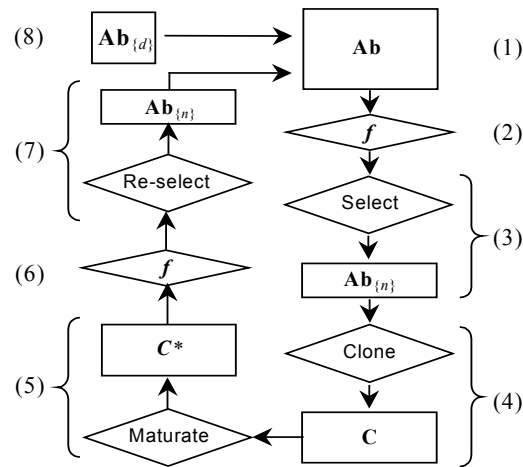 (8) Ab{d} Ab (1)
Ab{n} f (2)
(7) Re-select Select (3)
(6) f Ab{n}
(5) C* Clone (4)
Maturate C